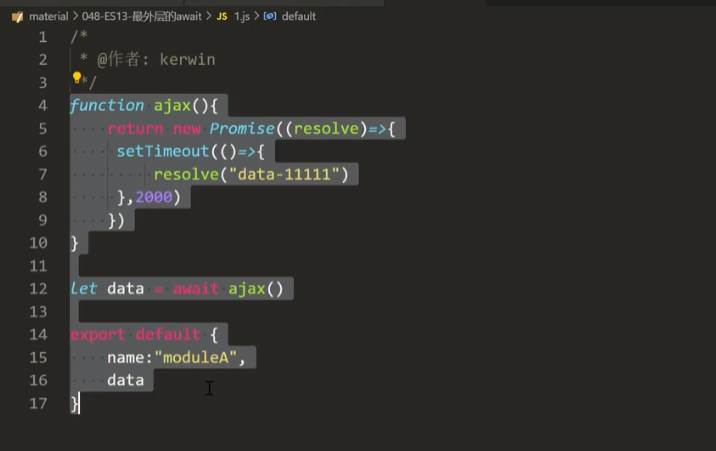 material > 048-ES13-最外层的await > JS 1.js > default
1 /*
2 * @作者: kerwin
3 */
4 function ajax(){
5 return new Promise((resolve)=>{
6 setTimeout(()=>{
7 resolve("data-11111")
8 },2000)
9 })
10 }
11
12 let data = await ajax()
13
14 export default {
15 name:"moduleA",
16 data
17 }